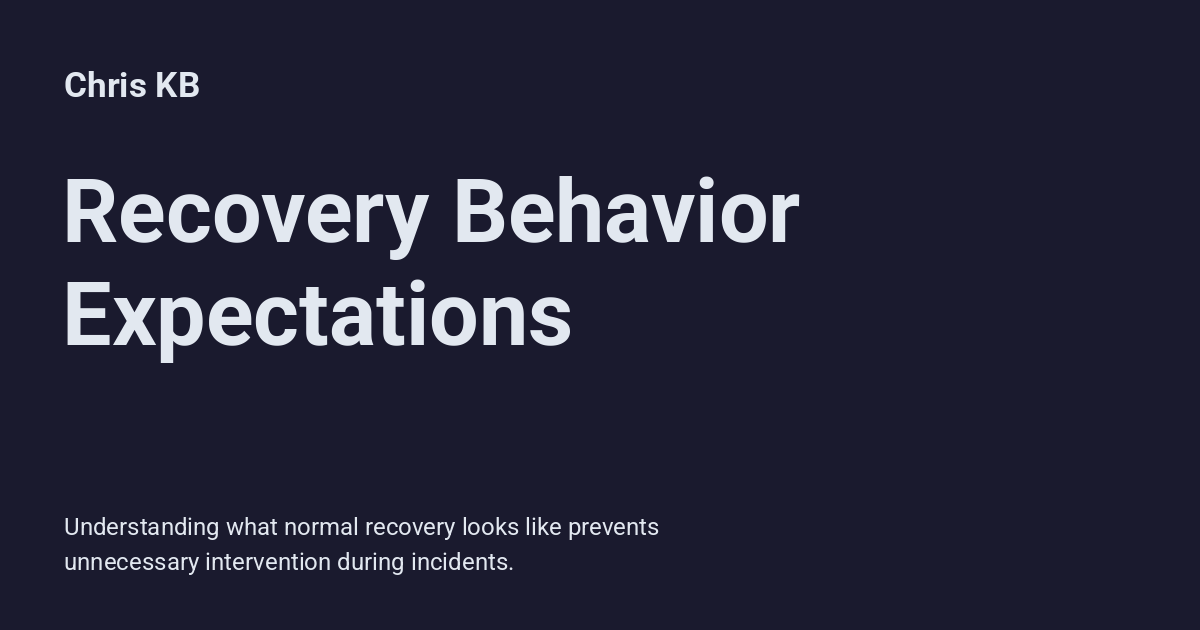 Chris KB
Recovery Behavior
Expectations
Understanding what normal recovery looks like prevents
unnecessary intervention during incidents.